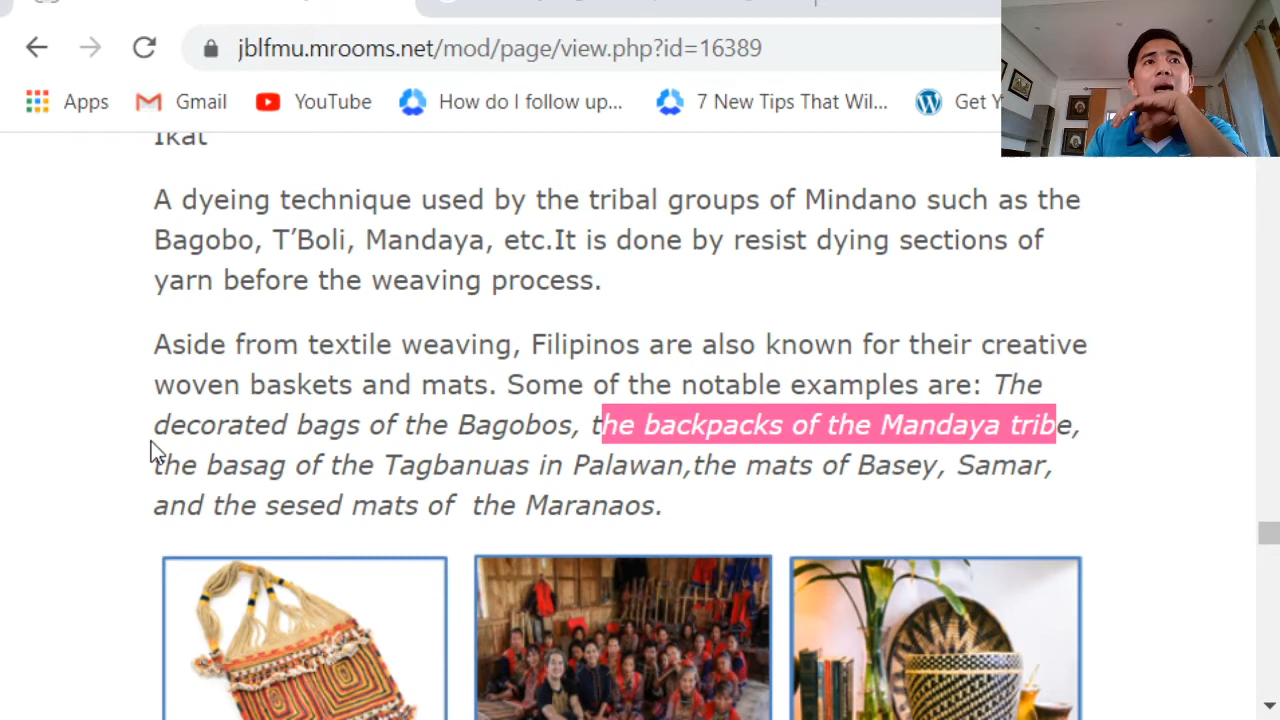 jblfmu.mrooms.net/mod/page/view.php?id=16389
Apps Gmail YouTube How do I follow up... 7 New Tips That Wil... Get Y
Ikat
A dyeing technique used by the tribal groups of Mindano such as the
Bagobo, T’Boli, Mandaya, etc.It is done by resist dying sections of
yarn before the weaving process.
Aside from textile weaving, Filipinos are also known for their creative
woven baskets and mats. Some of the notable examples are: The
decorated bags of the Bagobos, the backpacks of the Mandaya tribe,
the basag of the Tagbanuas in Palawan,the mats of Basey, Samar,
and the sesed mats of  the Maranaos.